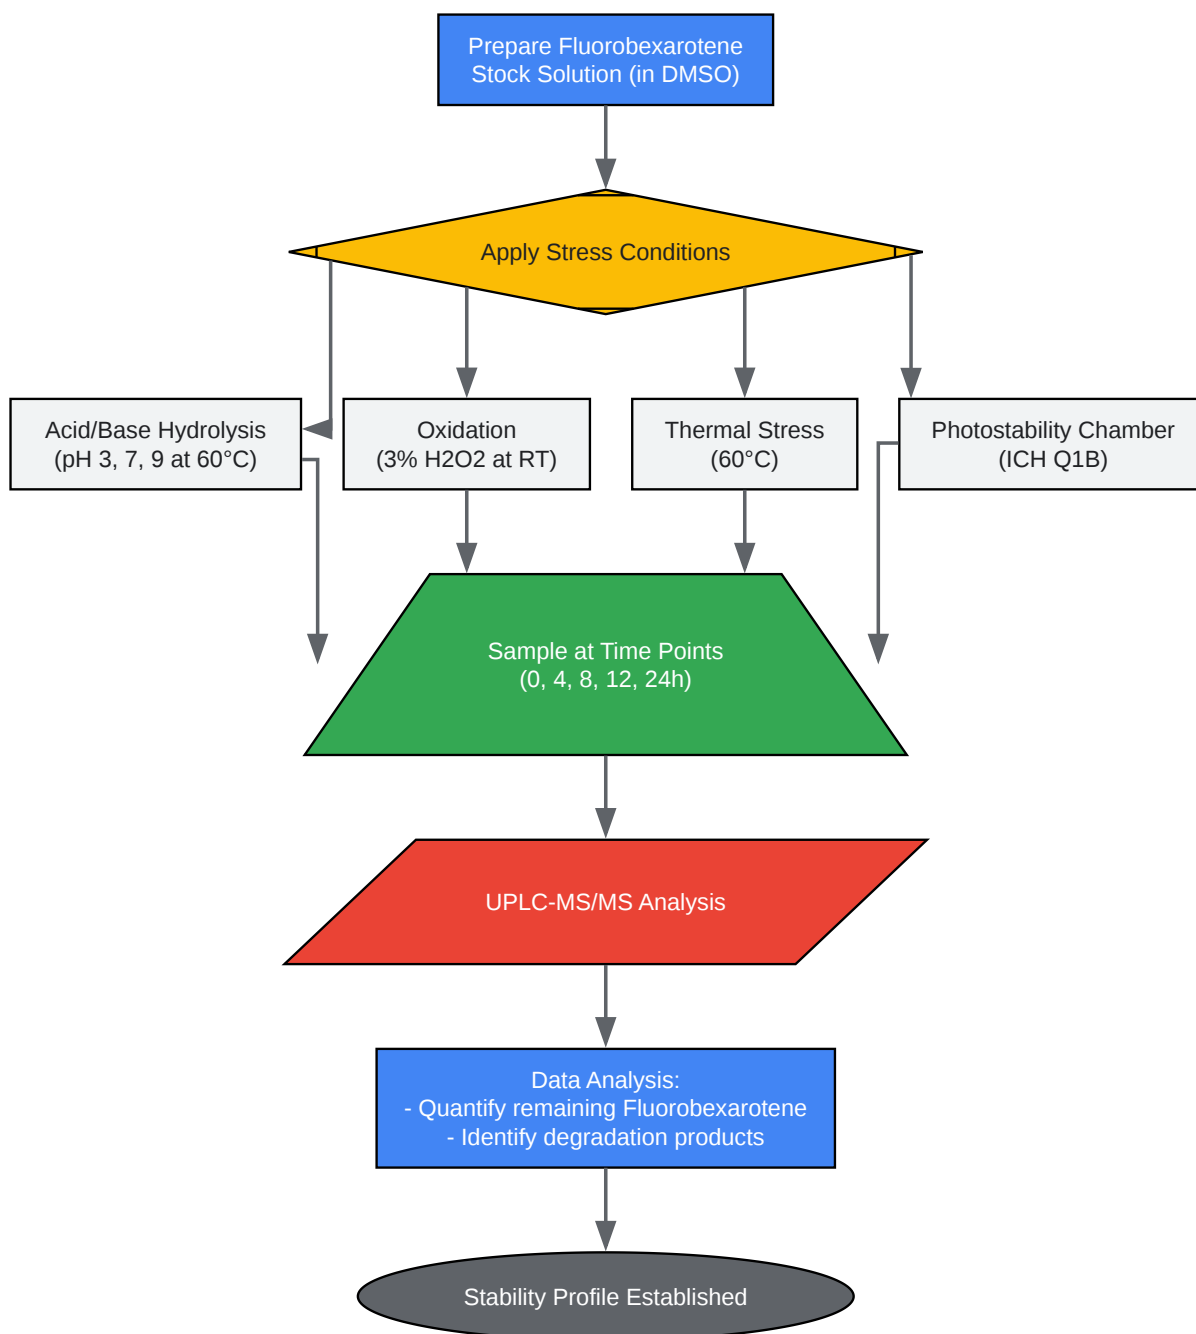 Prepare Fluorobexarotene
Stock Solution (in DMSO)
Apply Stress Conditions
Acid/Base Hydrolysis
(pH 3, 7, 9 at 60°C)
Oxidation
(3% H2O2 at RT)
Thermal Stress
(60°C)
Photostability Chamber
(ICH Q1B)
Sample at Time Points
(0, 4, 8, 12, 24h)
UPLC-MS/MS Analysis
Data Analysis:
- Quantify remaining Fluorobexarotene
- Identify degradation products
Stability Profile Established